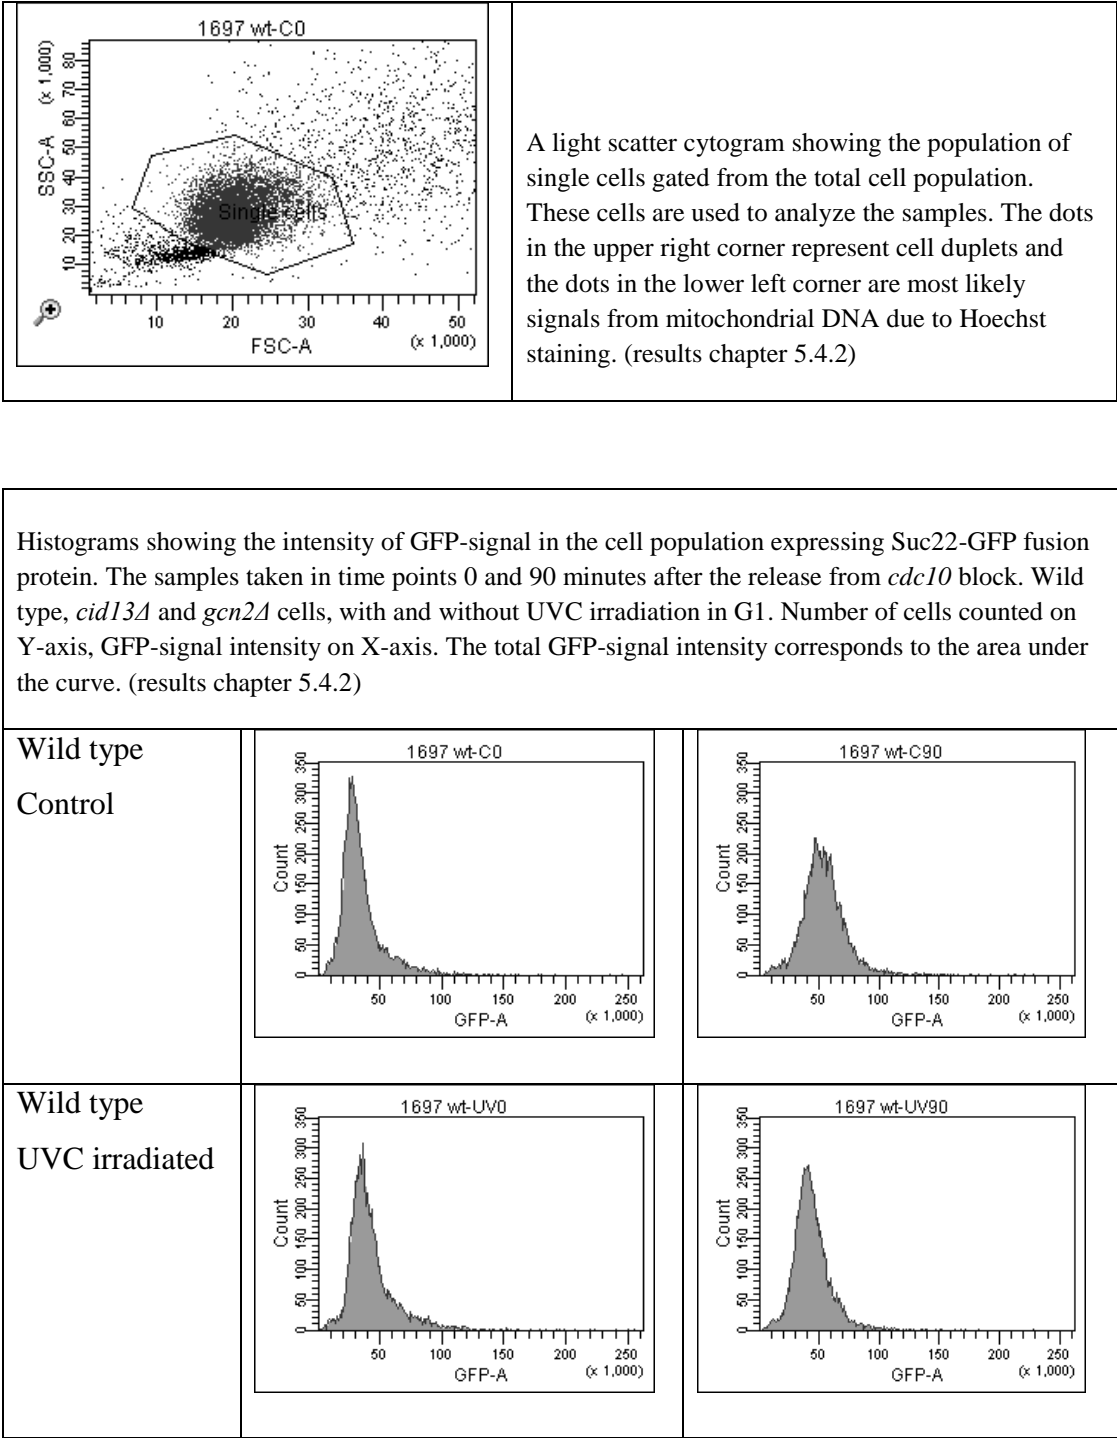 1697 wt-C0
(x 1,000)
SSC-A
80
70
60
50
40
30
20
10
Single cells
10 20 30 40 50
FSC-A (x 1,000)
A light scatter cytogram showing the population of
single cells gated from the total cell population.
These cells are used to analyze the samples. The dots
in the upper right corner represent cell duplets and
the dots in the lower left corner are most likely
signals from mitochondrial DNA due to Hoechst
staining. (results chapter 5.4.2)
Histograms showing the intensity of GFP-signal in the cell population expressing Suc22-GFP fusion
protein. The samples taken in time points 0 and 90 minutes after the release from cdc10 block. Wild
type, cid13Δ and gcn2Δ cells, with and without UVC irradiation in G1. Number of cells counted on
Y-axis, GFP-signal intensity on X-axis. The total GFP-signal intensity corresponds to the area under
the curve. (results chapter 5.4.2)
Wild type
Control
1697 wt-C0
Count
350
300
250
200
150
100
50
0
50 100 150 200 250
GFP-A (x 1,000)
1697 wt-C90
Count
350
300
250
200
150
100
50
0
50 100 150 200 250
GFP-A (x 1,000)
Wild type
UVC irradiated
1697 wt-UV0
Count
350
300
250
200
150
100
50
0
50 100 150 200 250
GFP-A (x 1,000)
1697 wt-UV90
Count
350
300
250
200
150
100
50
0
50 100 150 200 250
GFP-A (x 1,000)